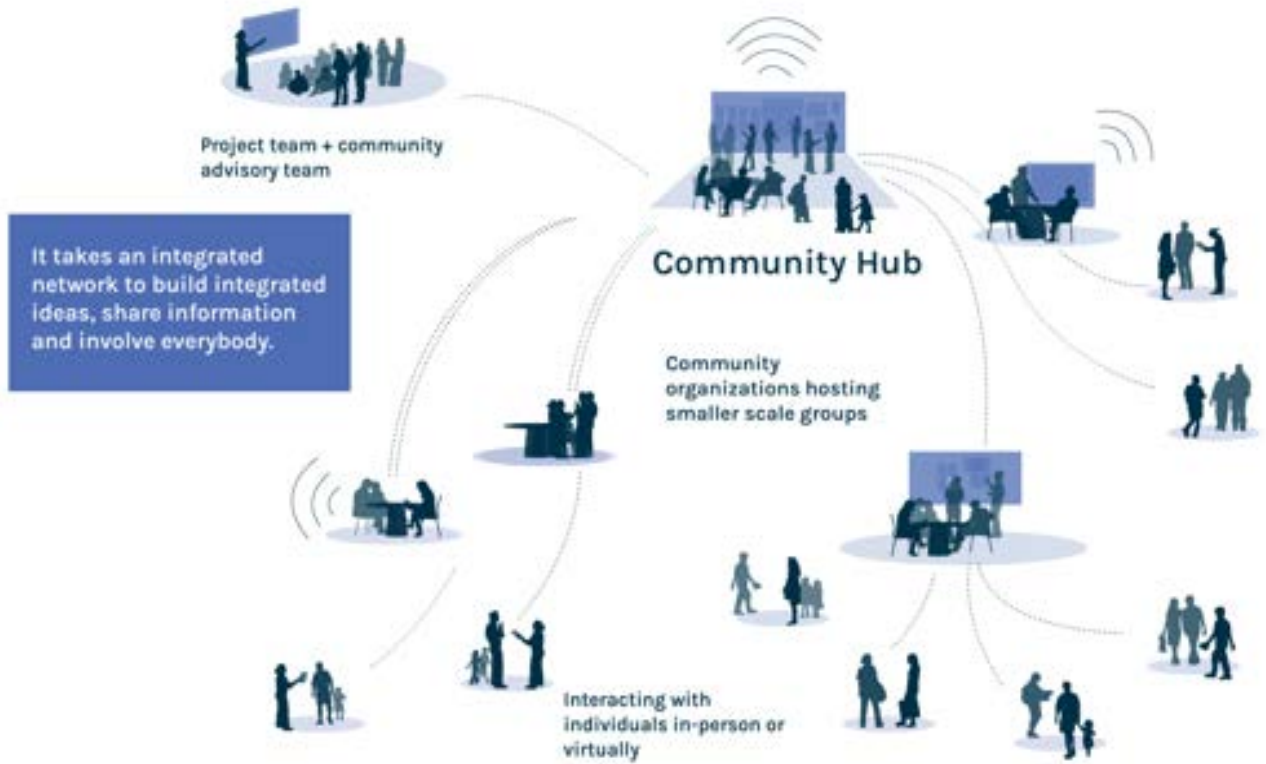 Project team + community
advisory team
It takes an integrated
network to build integrated
ideas, share information
and involve everybody.
Community Hub
Community
organizations hosting
smaller scale groups
Interacting with
individuals in-person or
virtually